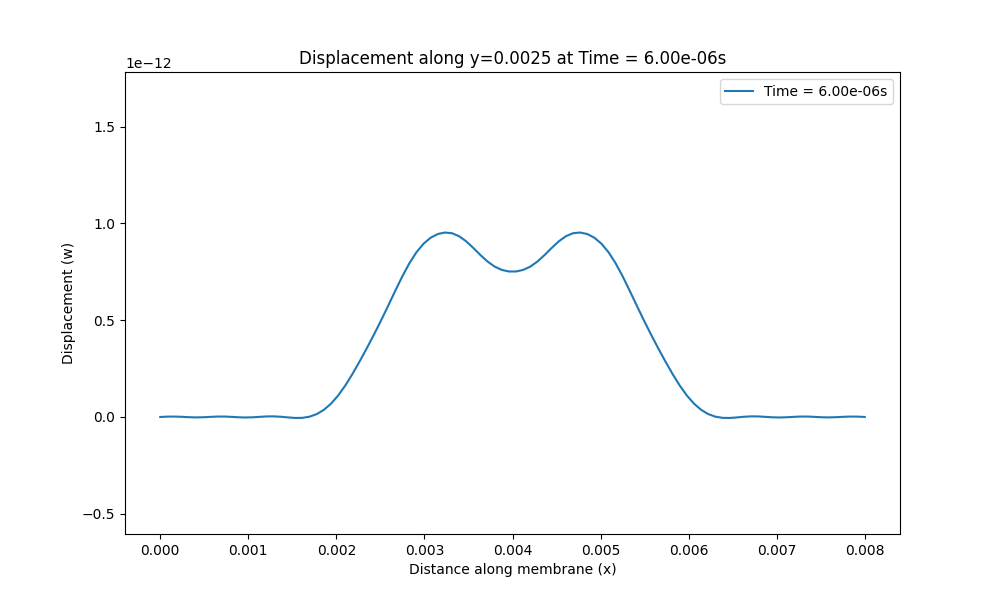 Displacement along y=0.0025 at Time = 6.00e-06s
1e−12
Time = 6.00e-06s
1.5
1.0
0.5
0.0
−0.5
Displacement (w)
0.000 0.001 0.002 0.003 0.004 0.005 0.006 0.007 0.008
Distance along membrane (x)